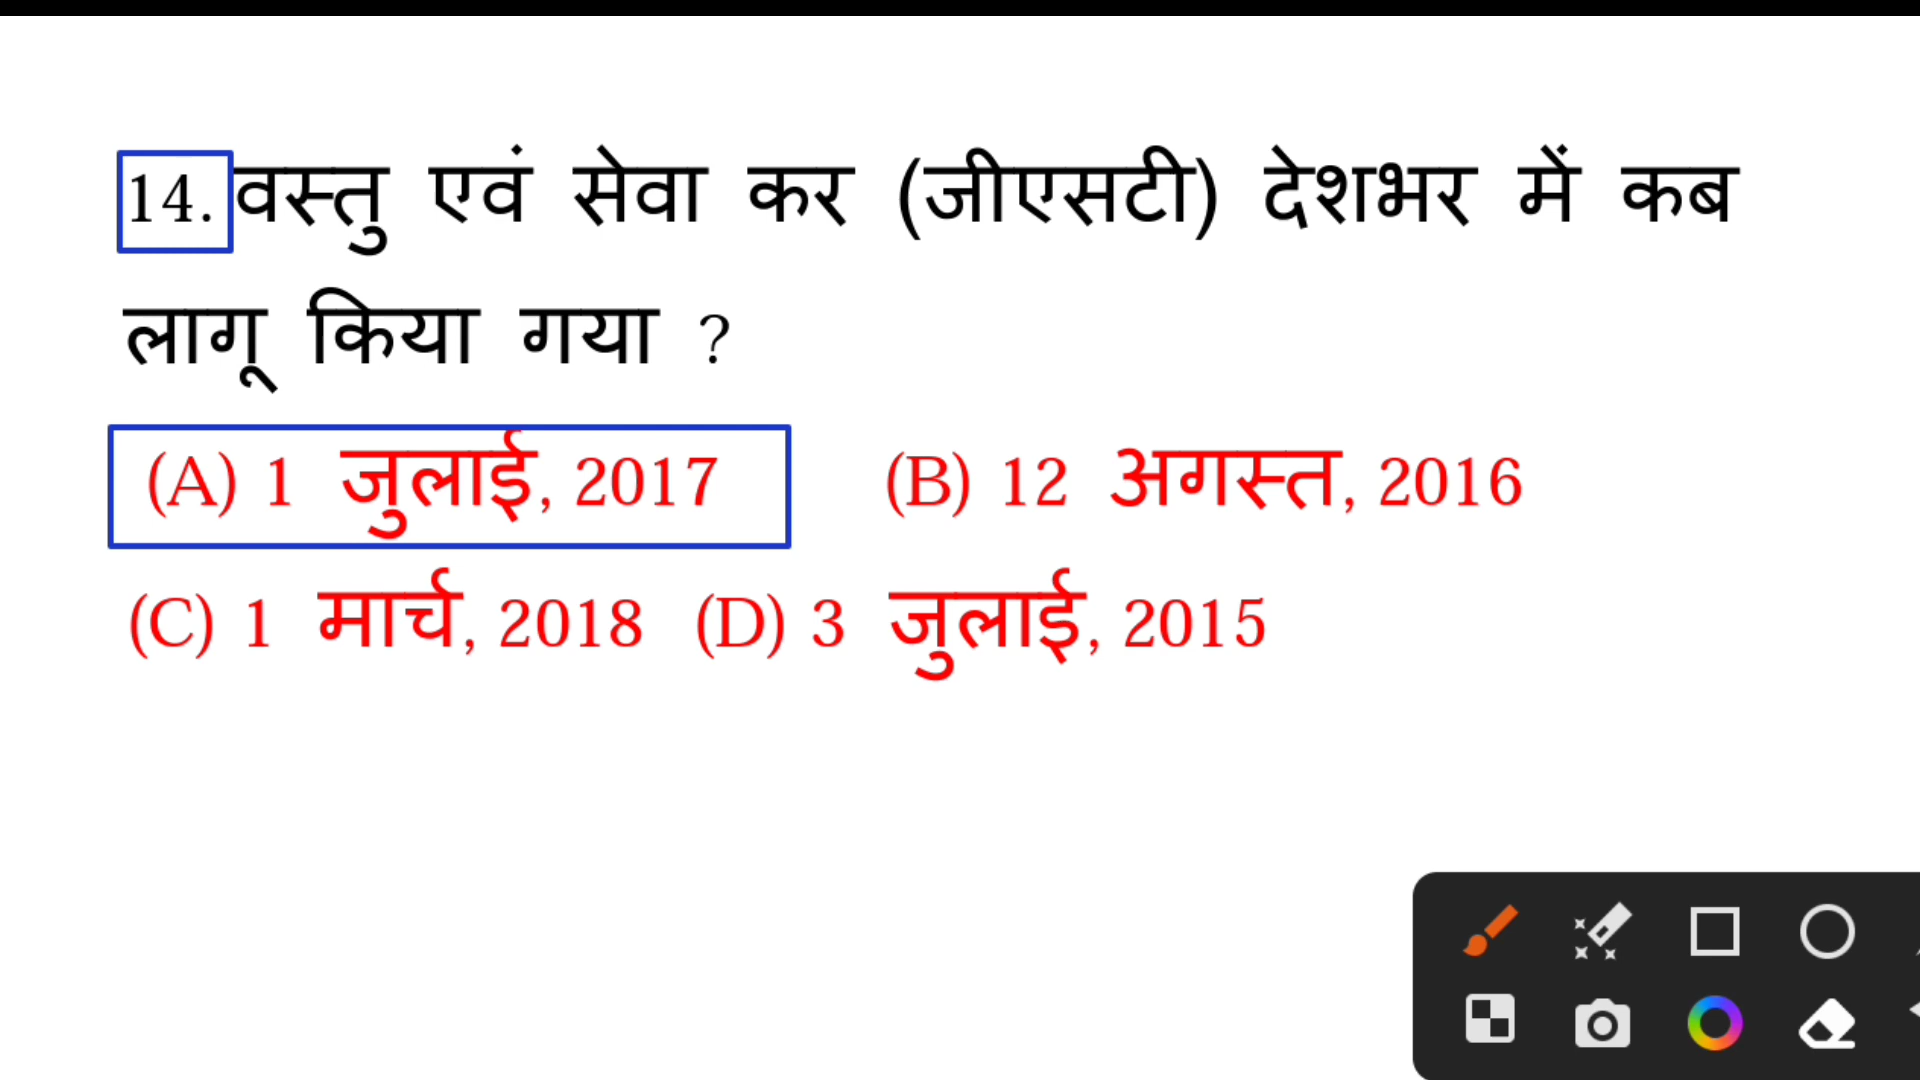 14. वस्तु एवं सेवा कर (जीएसटी) देशभर में कब
लागू किया गया ?
(A) 1 जुलाई, 2017 (B) 12 अगस्त, 2016
(C) 1 मार्च, 2018 (D) 3 जुलाई, 2015